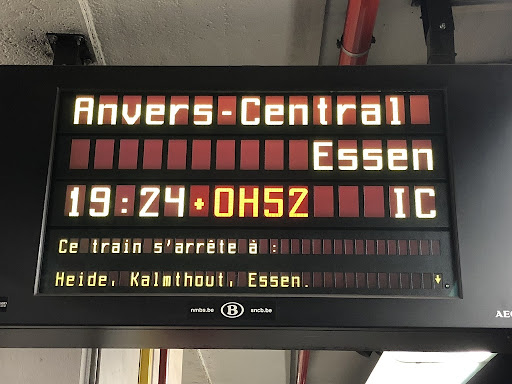 Anvers-Central
Essen
19:24+0H52 IC
Ce train s'arrête à :
Heide, Kalmthout, Essen.
nmbs.be B sncb.be